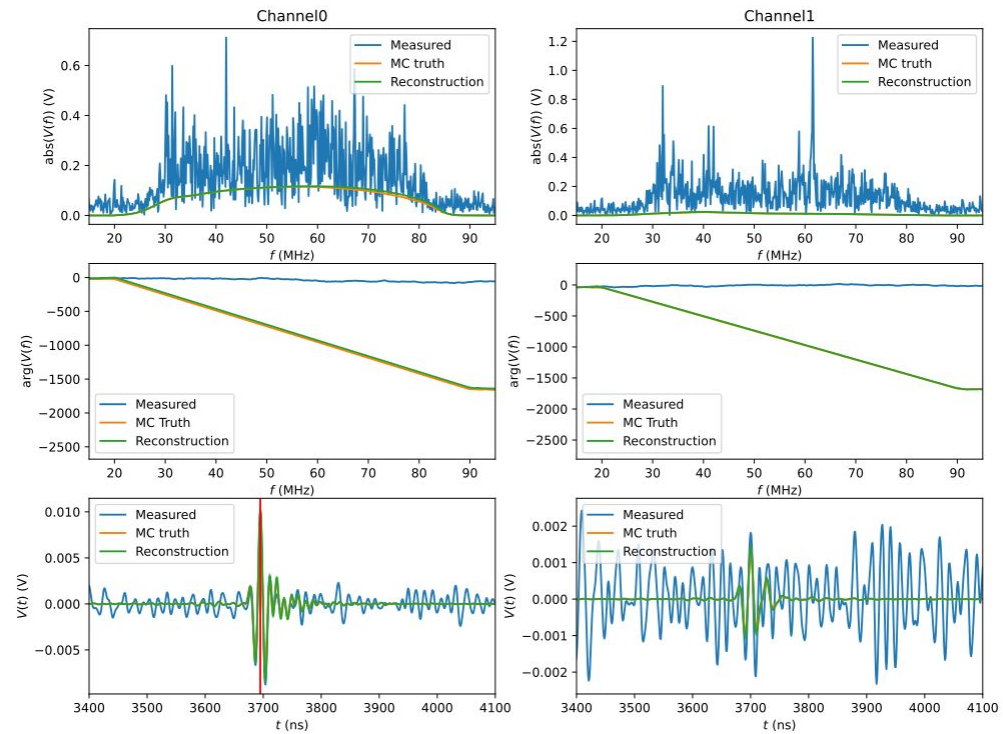 Channel0
abs(V(f)) (V)
0.6
0.4
0.2
0.0
Measured
MC truth
Reconstruction
20 30 40 50 60 70 80 90
f (MHz)
Channel1
abs(V(f)) (V)
1.2
1.0
0.8
0.6
0.4
0.2
0.0
Measured
MC truth
Reconstruction
20 30 40 50 60 70 80 90
f (MHz)
arg(V(f))
0
−500
−1000
−1500
−2000
−2500
Measured
MC Truth
Reconstruction
20 30 40 50 60 70 80 90
f (MHz)
arg(V(f))
0
−500
−1000
−1500
−2000
−2500
Measured
MC Truth
Reconstruction
20 30 40 50 60 70 80 90
f (MHz)
V(t) (V)
0.010
0.005
0.000
−0.005
Measured
MC truth
Reconstruction
3400 3500 3600 3700 3800 3900 4000 4100
t (ns)
V(t) (V)
0.002
0.001
0.000
−0.001
−0.002
Measured
MC truth
Reconstruction
3400 3500 3600 3700 3800 3900 4000 4100
t (ns)